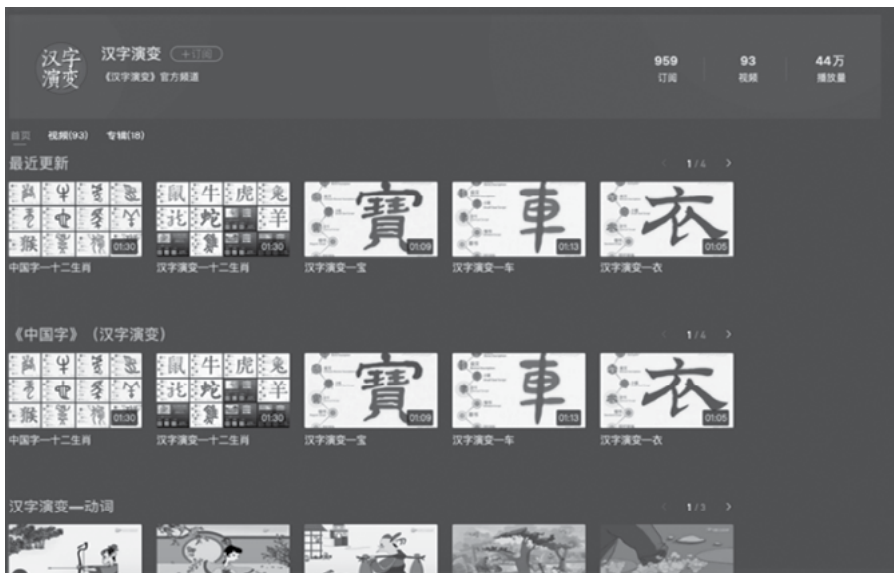 汉字
演变
汉字演变 +订阅
《汉字演变》官方频道
959 93 44万
订阅 视频 播放量
首页 视频(93) 专辑(18)
最近更新 1/4
鼠 牛 虎 兔
蛇 羊
猴
01:30 01:30 01:09 01:13 01:05
寶 車 衣
中国字—十二生肖 汉字演变—十二生肖 汉字演变—宝 汉字演变—车 汉字演变—衣
《中国字》(汉字演变) 1/4
鼠 牛 虎 兔
蛇 羊
猴
01:30 01:30 01:09 01:13 01:05
寶 車 衣
中国字—十二生肖 汉字演变—十二生肖 汉字演变—宝 汉字演变—车 汉字演变—衣
汉字演变—动词 1/3